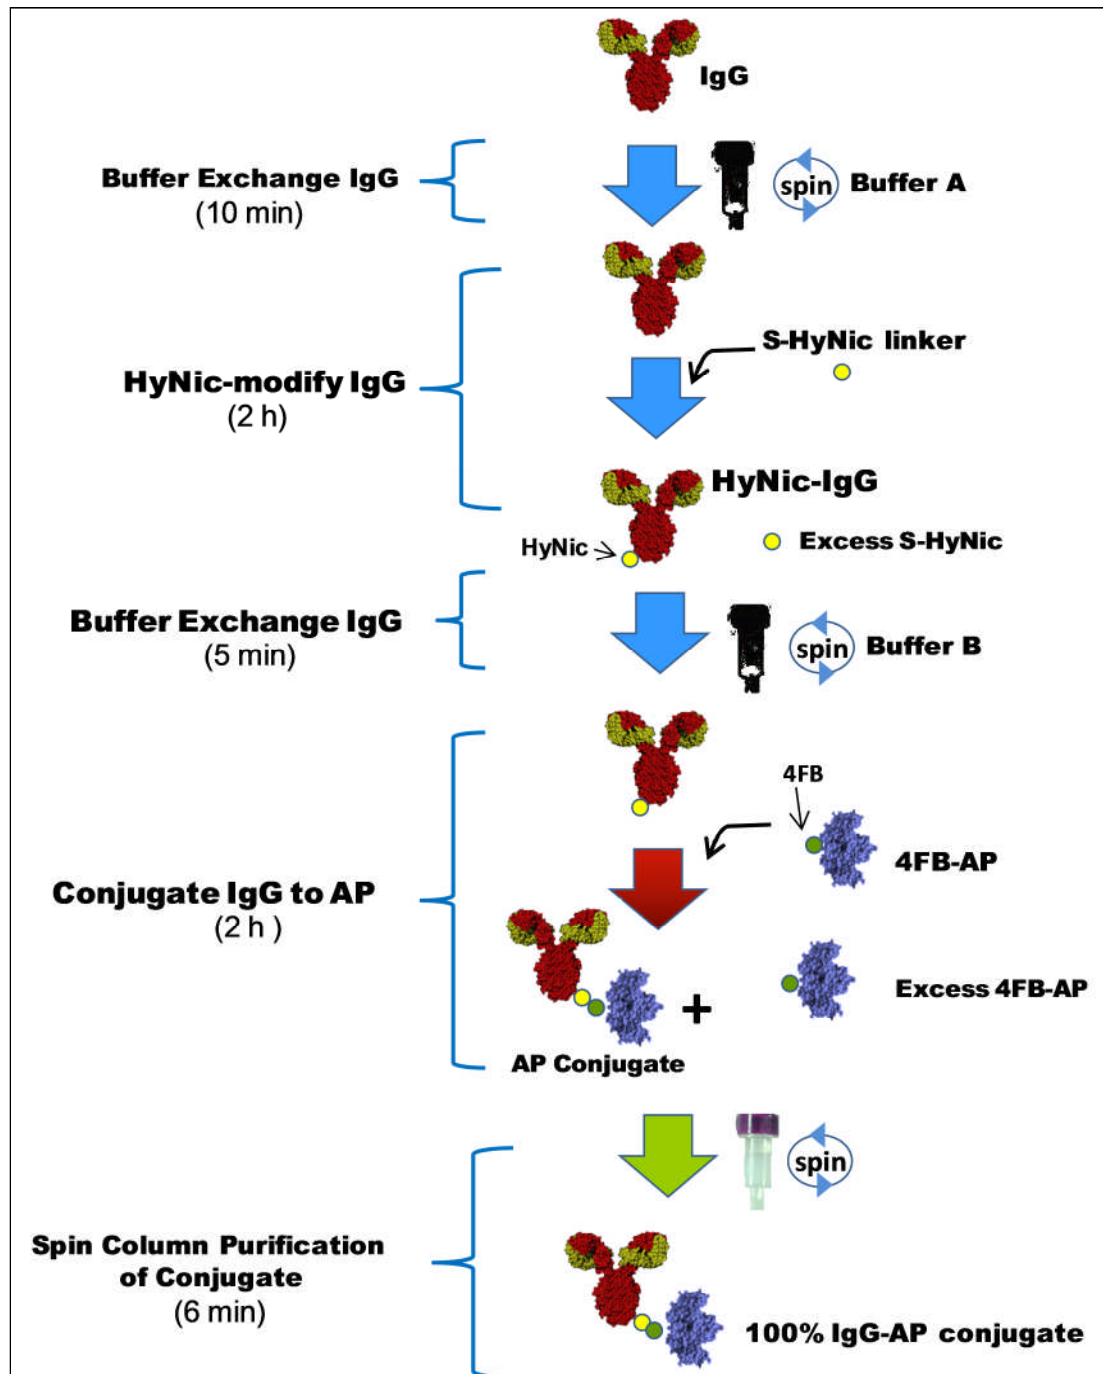 IgG
Buffer Exchange IgG
(10 min)
spin
Buffer A
S-HyNic linker
HyNic-modify IgG
(2 h)
HyNic-IgG
HyNic
Excess S-HyNic
Buffer Exchange IgG
(5 min)
spin
Buffer B
4FB
4FB-AP
Conjugate IgG to AP
(2 h )
+
Excess 4FB-AP
AP Conjugate
spin
Spin Column Purification
of Conjugate
(6 min)
100% IgG-AP conjugate